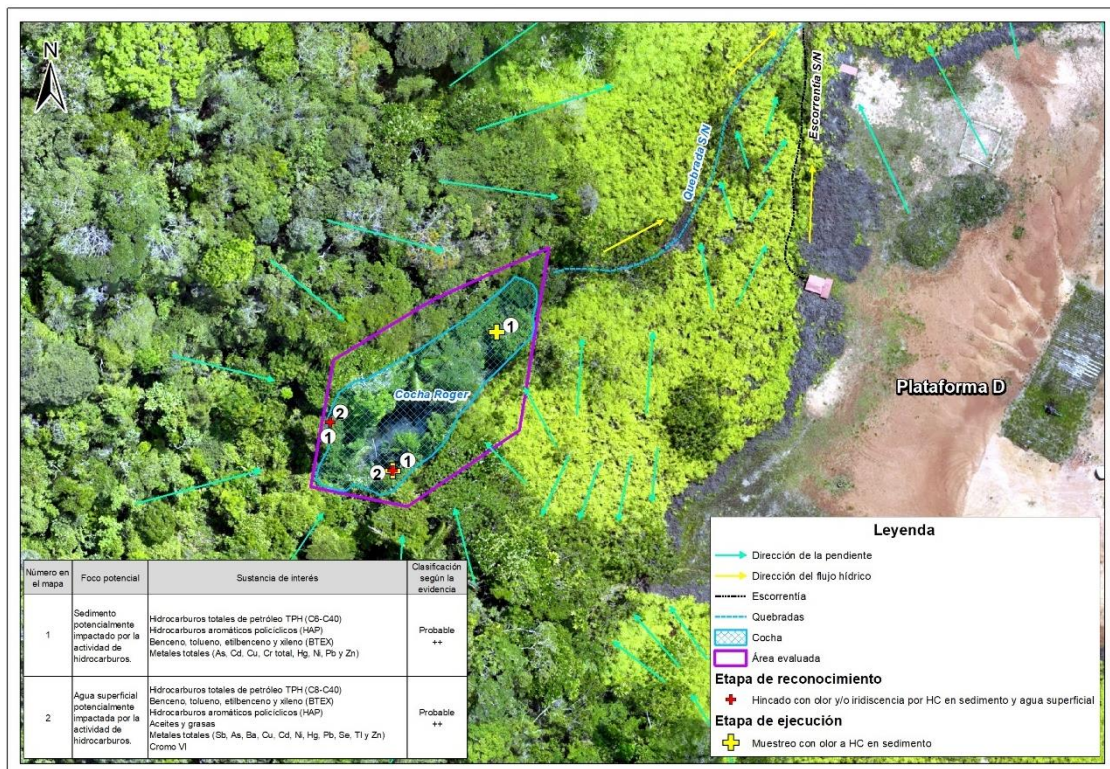 N
Quebrada S/N
Escorrentía S/N
Plataforma D
Cocha Roger
1
2
1
2
1
Leyenda
Dirección de la pendiente
Dirección del flujo hídrico
Escorrentía
Quebradas
Cocha
Área evaluada
Etapa de reconocimiento
Hincado con olor y/o iridiscencia por HC en sedimento y agua superficial
Etapa de ejecución
Muestreo con olor a HC en sedimento
Número en el mapa
Foco potencial
Sustancia de interés
Clasificación según la evidencia
1
Sedimento
potencialmente
impactado por la
actividad de
hidrocarburos.
Hidrocarburos totales de petróleo TPH (C6-C40)
Hidrocarburos aromáticos policíclicos (HAP)
Benceno, tolueno, etilbenceno y xileno (BTEX)
Metales totales (As, Cd, Cu, Cr total, Hg, Ni, Pb y Zn)
Probable
++
2
Agua superficial
potencialmente
impactada por la
actividad de
hidrocarburos.
Hidrocarburos totales de petróleo TPH (C8-C40)
Benceno, tolueno, etilbenceno y xileno (BTEX)
Hidrocarburos aromáticos policíclicos (HAP)
Aceites y grasas
Metales totales (Sb, As, Ba, Cu, Cd, Ni, Hg, Pb, Se, Tl y Zn)
Cromo VI
Probable
++